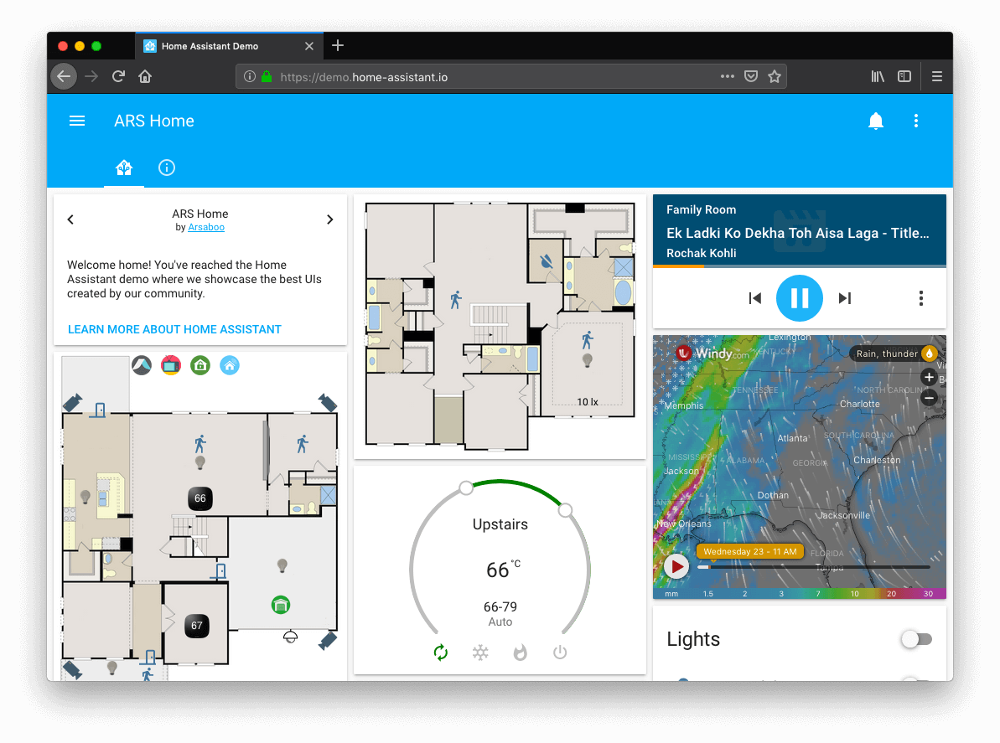 Home Assistant Demo
https://demo.home-assistant.io
ARS Home
ARS Home
by Arsaboo
Welcome home! You've reached the Home
Assistant demo where we showcase the best UIs
created by our community.
LEARN MORE ABOUT HOME ASSISTANT
66
67
10 lx
Upstairs
66 °C
66-79
Auto
Family Room
Ek Ladki Ko Dekha Toh Aisa Laga - Title...
Rochak Kohli
Windy.com
Rain, thunder
Lexington
KENTUCKY
TENNESSEE
NORTH CAROLIN
Memphis
Charlotte
Atlanta
SOUTH CAROLINA
MISSISSIP
ALABAMA
GEORGIA
Charleston
Jackson
Dothan
Jacksonville
New Orleans
Wednesday 23 - 11 AM
FLORIDA
Tampa
mm 1.5 2 3 7 10 20 30
Lights